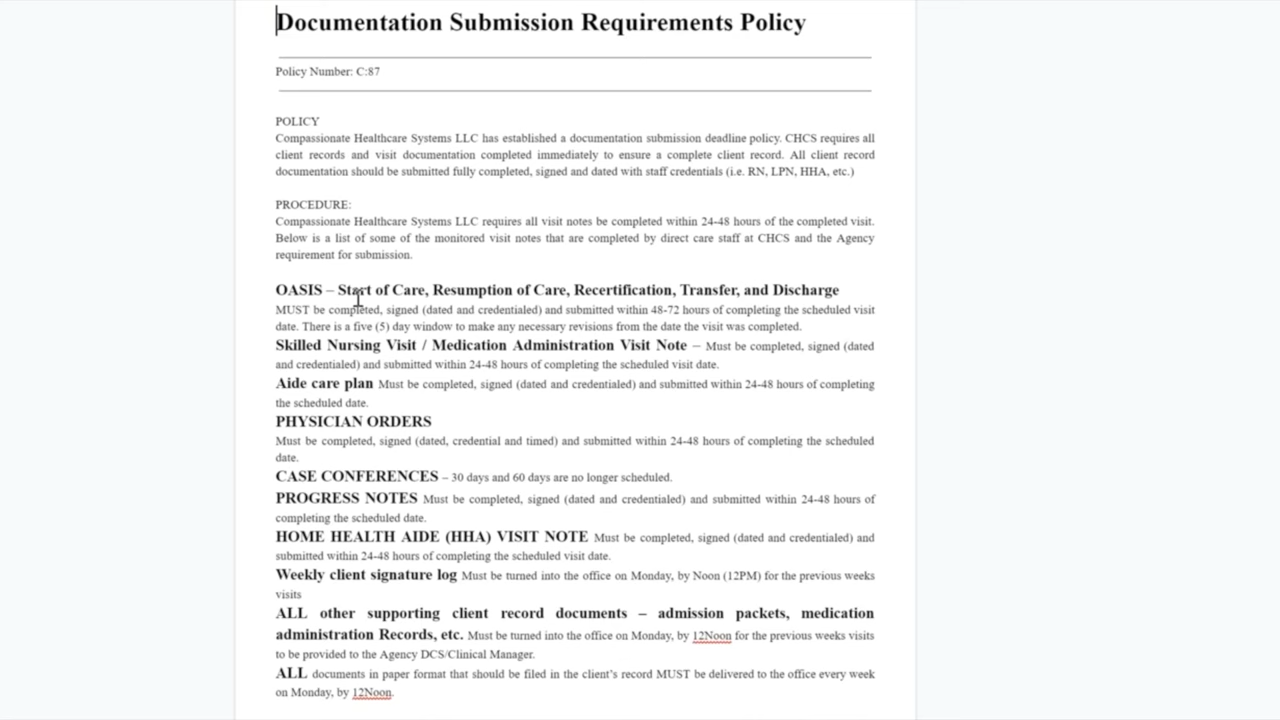 Documentation Submission Requirements Policy
Policy Number: C:87
POLICY
Compassionate Healthcare Systems LLC has established a documentation submission deadline policy. CHCS requires all
client records and visit documentation completed immediately to ensure a complete client record. All client record
documentation should be submitted fully completed, signed and dated with staff credentials (i.e. RN, LPN, HHA, etc.)
PROCEDURE:
Compassionate Healthcare Systems LLC requires all visit notes be completed within 24-48 hours of the completed visit.
Below is a list of some of the monitored visit notes that are completed by direct care staff at CHCS and the Agency
requirement for submission.
OASIS – Start of Care, Resumption of Care, Recertification, Transfer, and Discharge
MUST be completed, signed (dated and credentialed) and submitted within 48-72 hours of completing the scheduled visit
date. There is a five (5) day window to make any necessary revisions from the date the visit was completed.
Skilled Nursing Visit / Medication Administration Visit Note – Must be completed, signed (dated
and credentialed) and submitted within 24-48 hours of completing the scheduled visit date.
Aide care plan Must be completed, signed (dated and credentialed) and submitted within 24-48 hours of completing
the scheduled date.
PHYSICIAN ORDERS
Must be completed, signed (dated, credential and timed) and submitted within 24-48 hours of completing the scheduled
date.
CASE CONFERENCES – 30 days and 60 days are no longer scheduled.
PROGRESS NOTES Must be completed, signed (dated and credentialed) and submitted within 24-48 hours of
completing the scheduled date.
HOME HEALTH AIDE (HHA) VISIT NOTE Must be completed, signed (dated and credentialed) and
submitted within 24-48 hours of completing the scheduled visit date.
Weekly client signature log Must be turned into the office on Monday, by Noon (12PM) for the previous weeks
visits
ALL other supporting client record documents – admission packets, medication
administration Records, etc. Must be turned into the office on Monday, by 12Noon for the previous weeks visits
to be provided to the Agency DCS/Clinical Manager.
ALL documents in paper format that should be filed in the client's record MUST be delivered to the office every week
on Monday, by 12Noon.